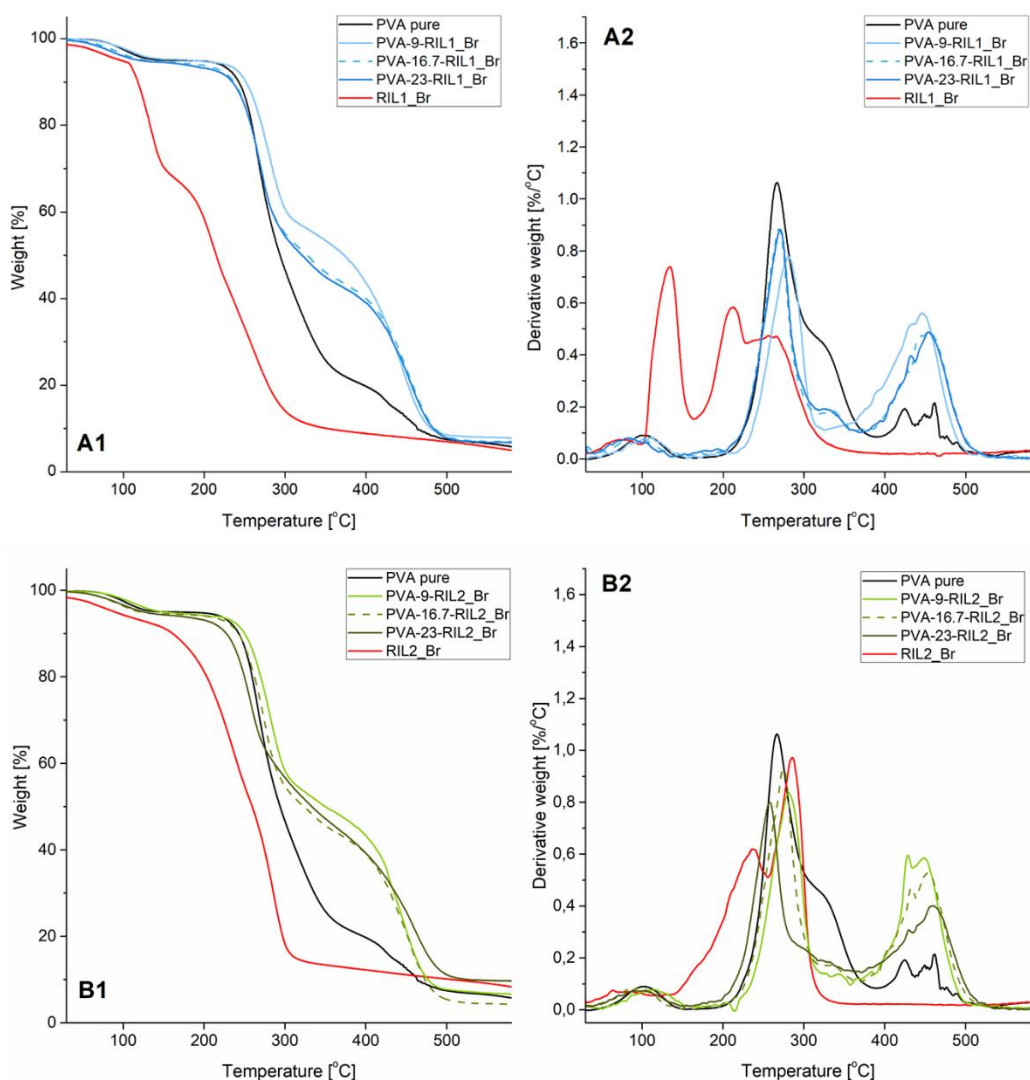 PVA pure
PVA-9-RIL1_Br
PVA-16.7-RIL1_Br
PVA-23-RIL1_Br
RIL1_Br
100
80
60
40
20
0
Weight [%]
A1
100
200
300
400
500
Temperature [°C]
A2
PVA pure
PVA-9-RIL1_Br
PVA-16.7-RIL1_Br
PVA-23-RIL1_Br
RIL1_Br
1,6
1,4
1,2
1,0
0,8
0,6
0,4
0,2
0,0
Derivative weight [%/°C]
100
200
300
400
500
Temperature [°C]
PVA pure
PVA-9-RIL2_Br
PVA-16.7-RIL2_Br
PVA-23-RIL2_Br
RIL2_Br
100
80
60
40
20
0
Weight [%]
B1
100
200
300
400
500
Temperature [°C]
B2
PVA pure
PVA-9-RIL2_Br
PVA-16.7-RIL2_Br
PVA-23-RIL2_Br
RIL2_Br
1,6
1,4
1,2
1,0
0,8
0,6
0,4
0,2
0,0
Derivative weight [%/°C]
100
200
300
400
500
Temperature [°C]